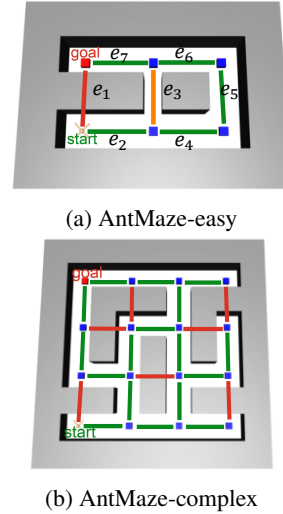 goal
e₇ e₆
e₁ e₃ e₅
start e₂ e₄
(a) AntMaze-easy
goal
start
(b) AntMaze-complex